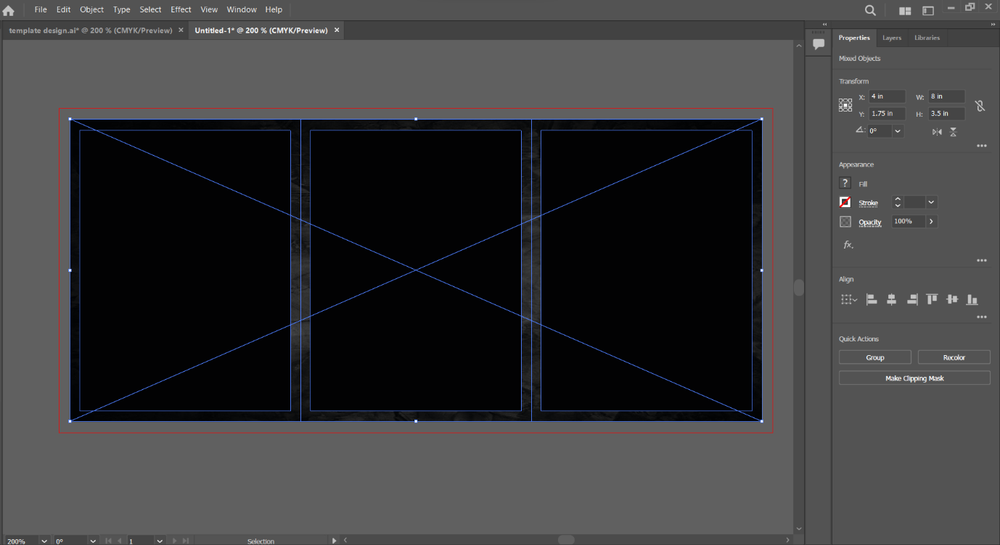 File Edit Object Type Select Effect View Window Help
template design.ai* @ 200 % (CMYK/Preview) × Untitled-1* @ 200 % (CMYK/Preview) ×
Properties Layers Libraries
Mixed Objects
Transform
X: 4 in W: 8 in
Y: 1.75 in H: 3.5 in
0°
Appearance
? Fill
Stroke
Opacity 100%
fx.
Align
Quick Actions
Group Recolor
Make Clipping Mask
200% 0° 1 Selection